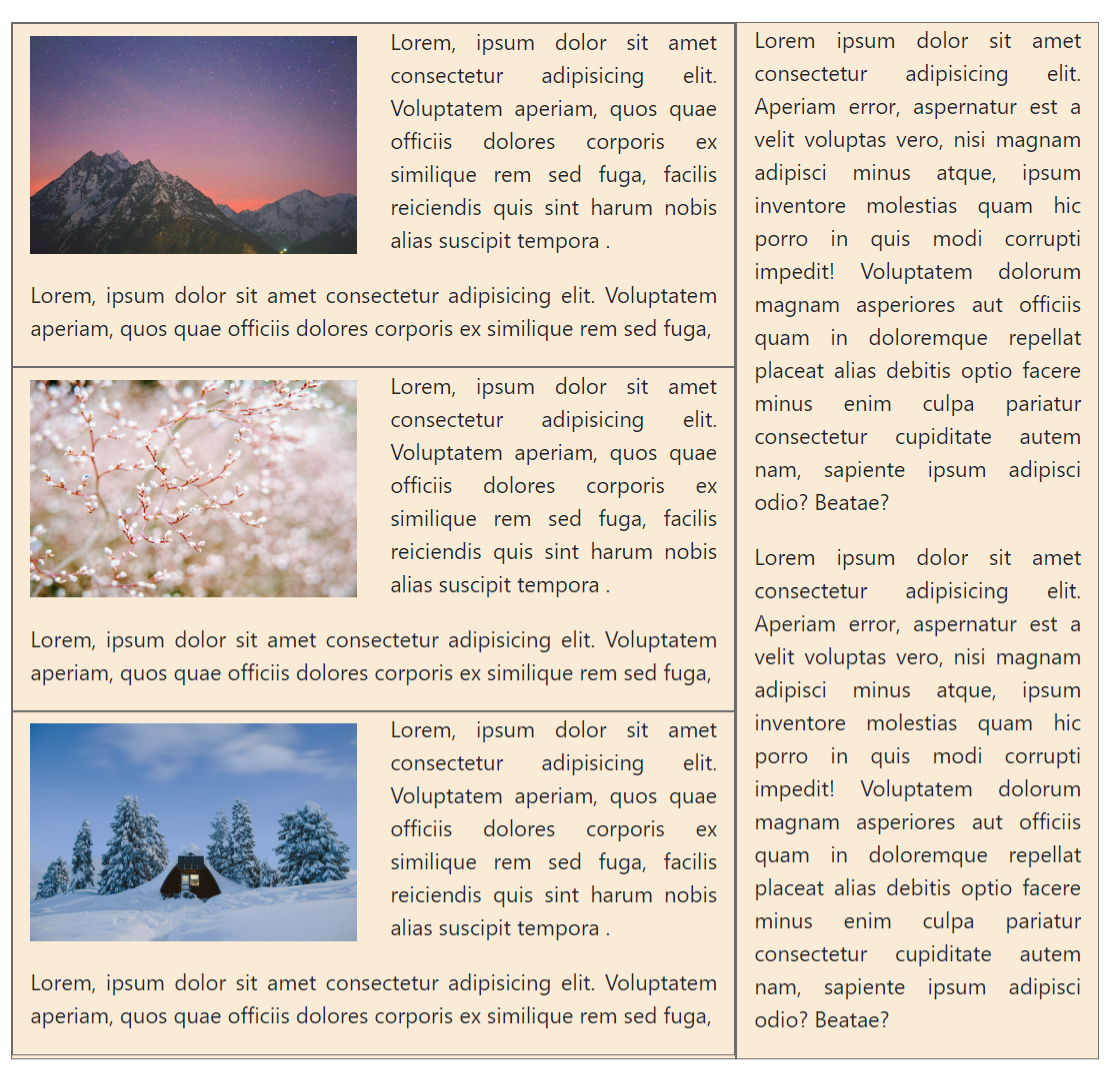 Lorem, ipsum dolor sit amet
consectetur adipisicing elit.
Voluptatem aperiam, quos quae
officiis dolores corporis ex
similique rem sed fuga, facilis
reiciendis quis sint harum nobis
alias suscipit tempora .
Lorem, ipsum dolor sit amet consectetur adipisicing elit. Voluptatem
aperiam, quos quae officiis dolores corporis ex similique rem sed fuga,
Lorem, ipsum dolor sit amet
consectetur adipisicing elit.
Voluptatem aperiam, quos quae
officiis dolores corporis ex
similique rem sed fuga, facilis
reiciendis quis sint harum nobis
alias suscipit tempora .
Lorem, ipsum dolor sit amet consectetur adipisicing elit. Voluptatem
aperiam, quos quae officiis dolores corporis ex similique rem sed fuga,
Lorem, ipsum dolor sit amet
consectetur adipisicing elit.
Voluptatem aperiam, quos quae
officiis dolores corporis ex
similique rem sed fuga, facilis
reiciendis quis sint harum nobis
alias suscipit tempora .
Lorem, ipsum dolor sit amet consectetur adipisicing elit. Voluptatem
aperiam, quos quae officiis dolores corporis ex similique rem sed fuga,
Lorem ipsum dolor sit amet
consectetur adipisicing elit.
Aperiam error, aspernatur est a
velit voluptas vero, nisi magnam
adipisci minus atque, ipsum
inventore molestias quam hic
porro in quis modi corrupti
impedit! Voluptatem dolorum
magnam asperiores aut officiis
quam in doloremque repellat
placeat alias debitis optio facere
minus enim culpa pariatur
consectetur cupiditate autem
nam, sapiente ipsum adipisci
odio? Beatae?
Lorem ipsum dolor sit amet
consectetur adipisicing elit.
Aperiam error, aspernatur est a
velit voluptas vero, nisi magnam
adipisci minus atque, ipsum
inventore molestias quam hic
porro in quis modi corrupti
impedit! Voluptatem dolorum
magnam asperiores aut officiis
quam in doloremque repellat
placeat alias debitis optio facere
minus enim culpa pariatur
consectetur cupiditate autem
nam, sapiente ipsum adipisci
odio? Beatae?